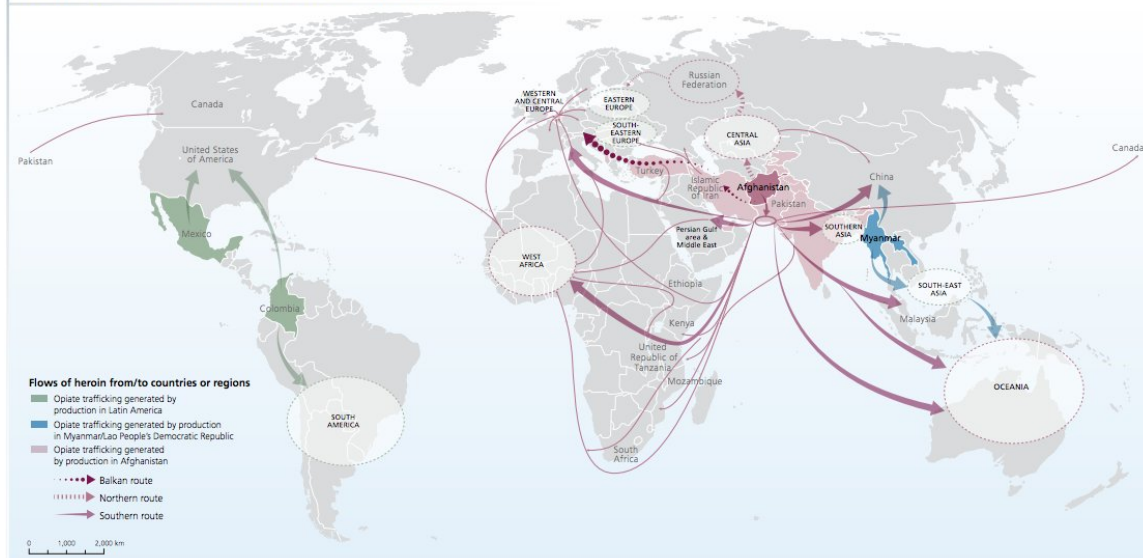 Canada
United States
of America
Mexico
Colombia
SOUTH
AMERICA
Pakistan
WESTERN
AND CENTRAL
EUROPE
EASTERN
EUROPE
SOUTH-
EASTERN
EUROPE
Russian
Federation
CENTRAL
ASIA
Turkey
Islamic
Republic
of Iran
Afghanistan
Pakistan
Persian Gulf
area &
Middle East
WEST
AFRICA
Ethiopia
Kenya
United
Republic of
Tanzania
Mozambique
South
Africa
China
SOUTHERN
ASIA
Myanmar
SOUTH-EAST
ASIA
Malaysia
OCEANIA
Canada
Flows of heroin from/to countries or regions
Opiate trafficking generated by
production in Latin America
Opiate trafficking generated by production
in Myanmar/Lao People's Democratic Republic
Opiate trafficking generated
by production in Afghanistan
Balkan route
Northern route
Southern route
0 1,000 2,000 km